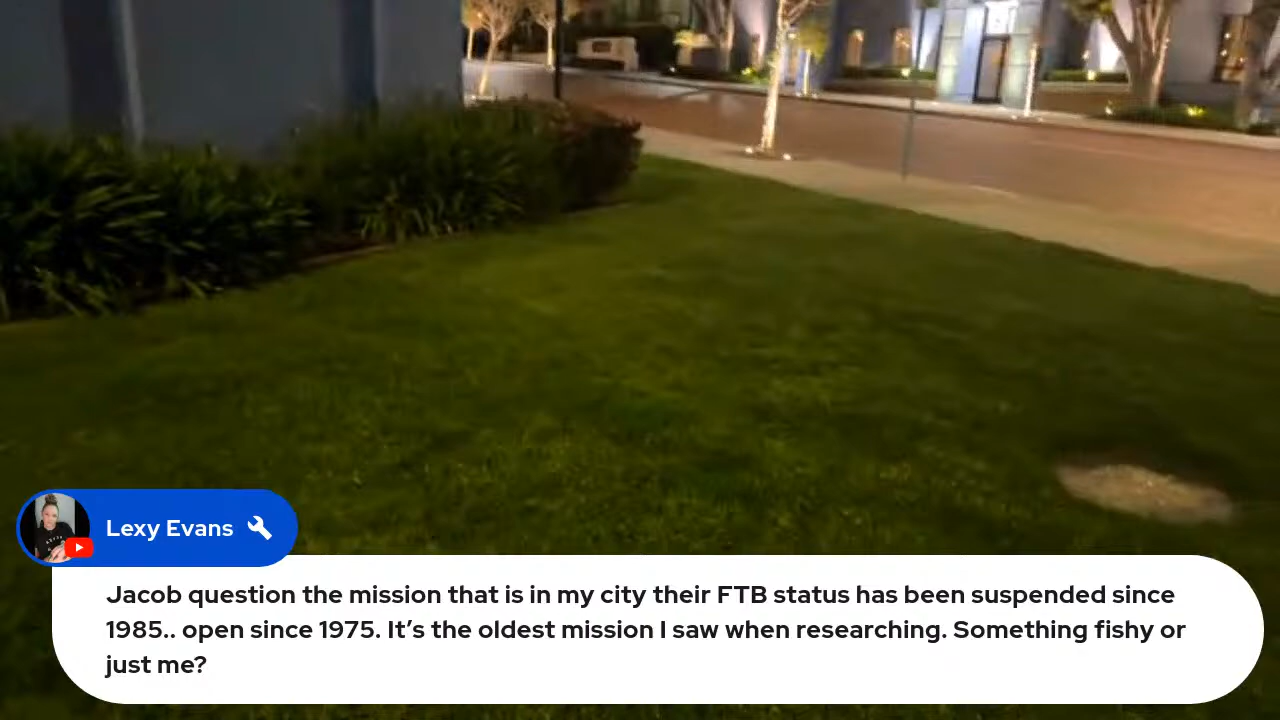 Lexy Evans
Jacob question the mission that is in my city their FTB status has been suspended since
1985.. open since 1975. It’s the oldest mission I saw when researching. Something fishy or
just me?